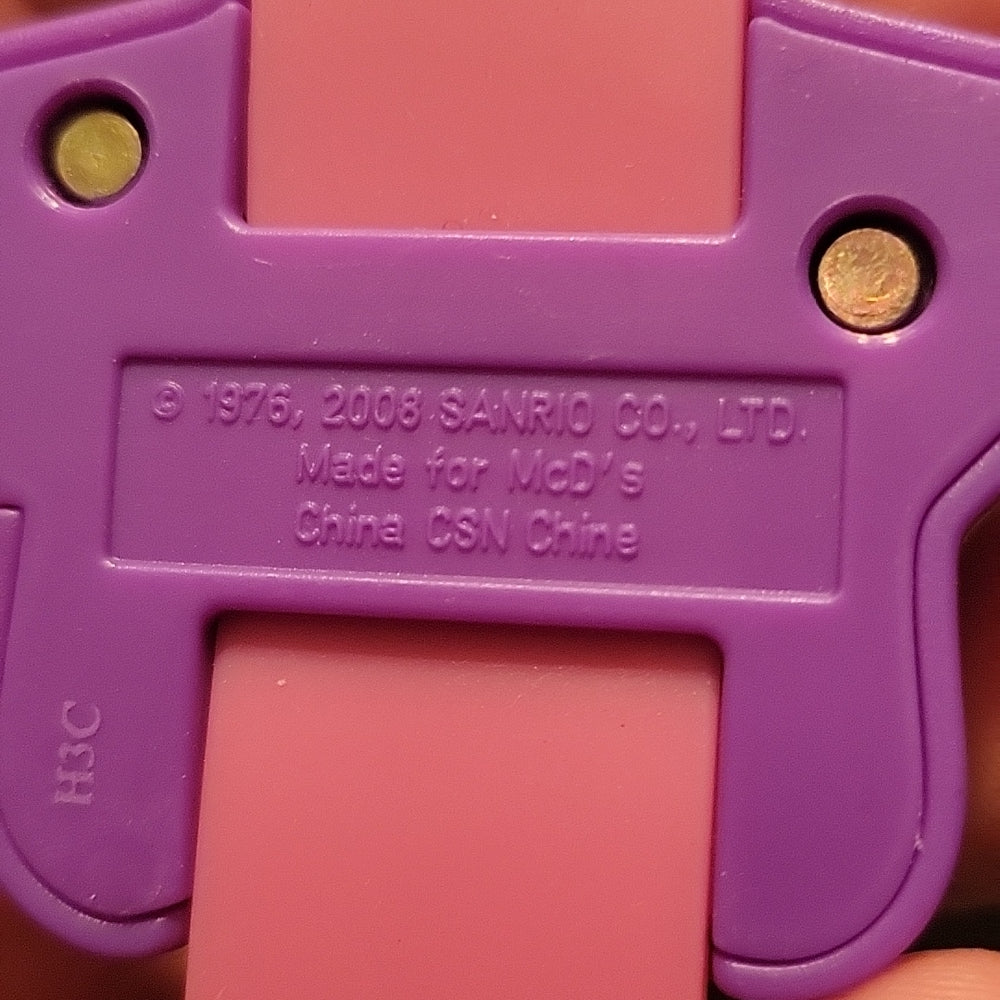 © 1976, 2008 SANRIO CO., LTD.
Made for McD's
China CSN Chine
H3C